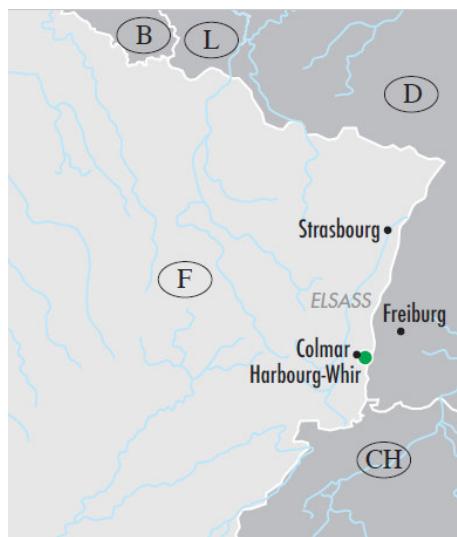 B
L
D
Strasbourg
F
ELSASS
Freiburg
Colmar
Harbourg-Whir
CH